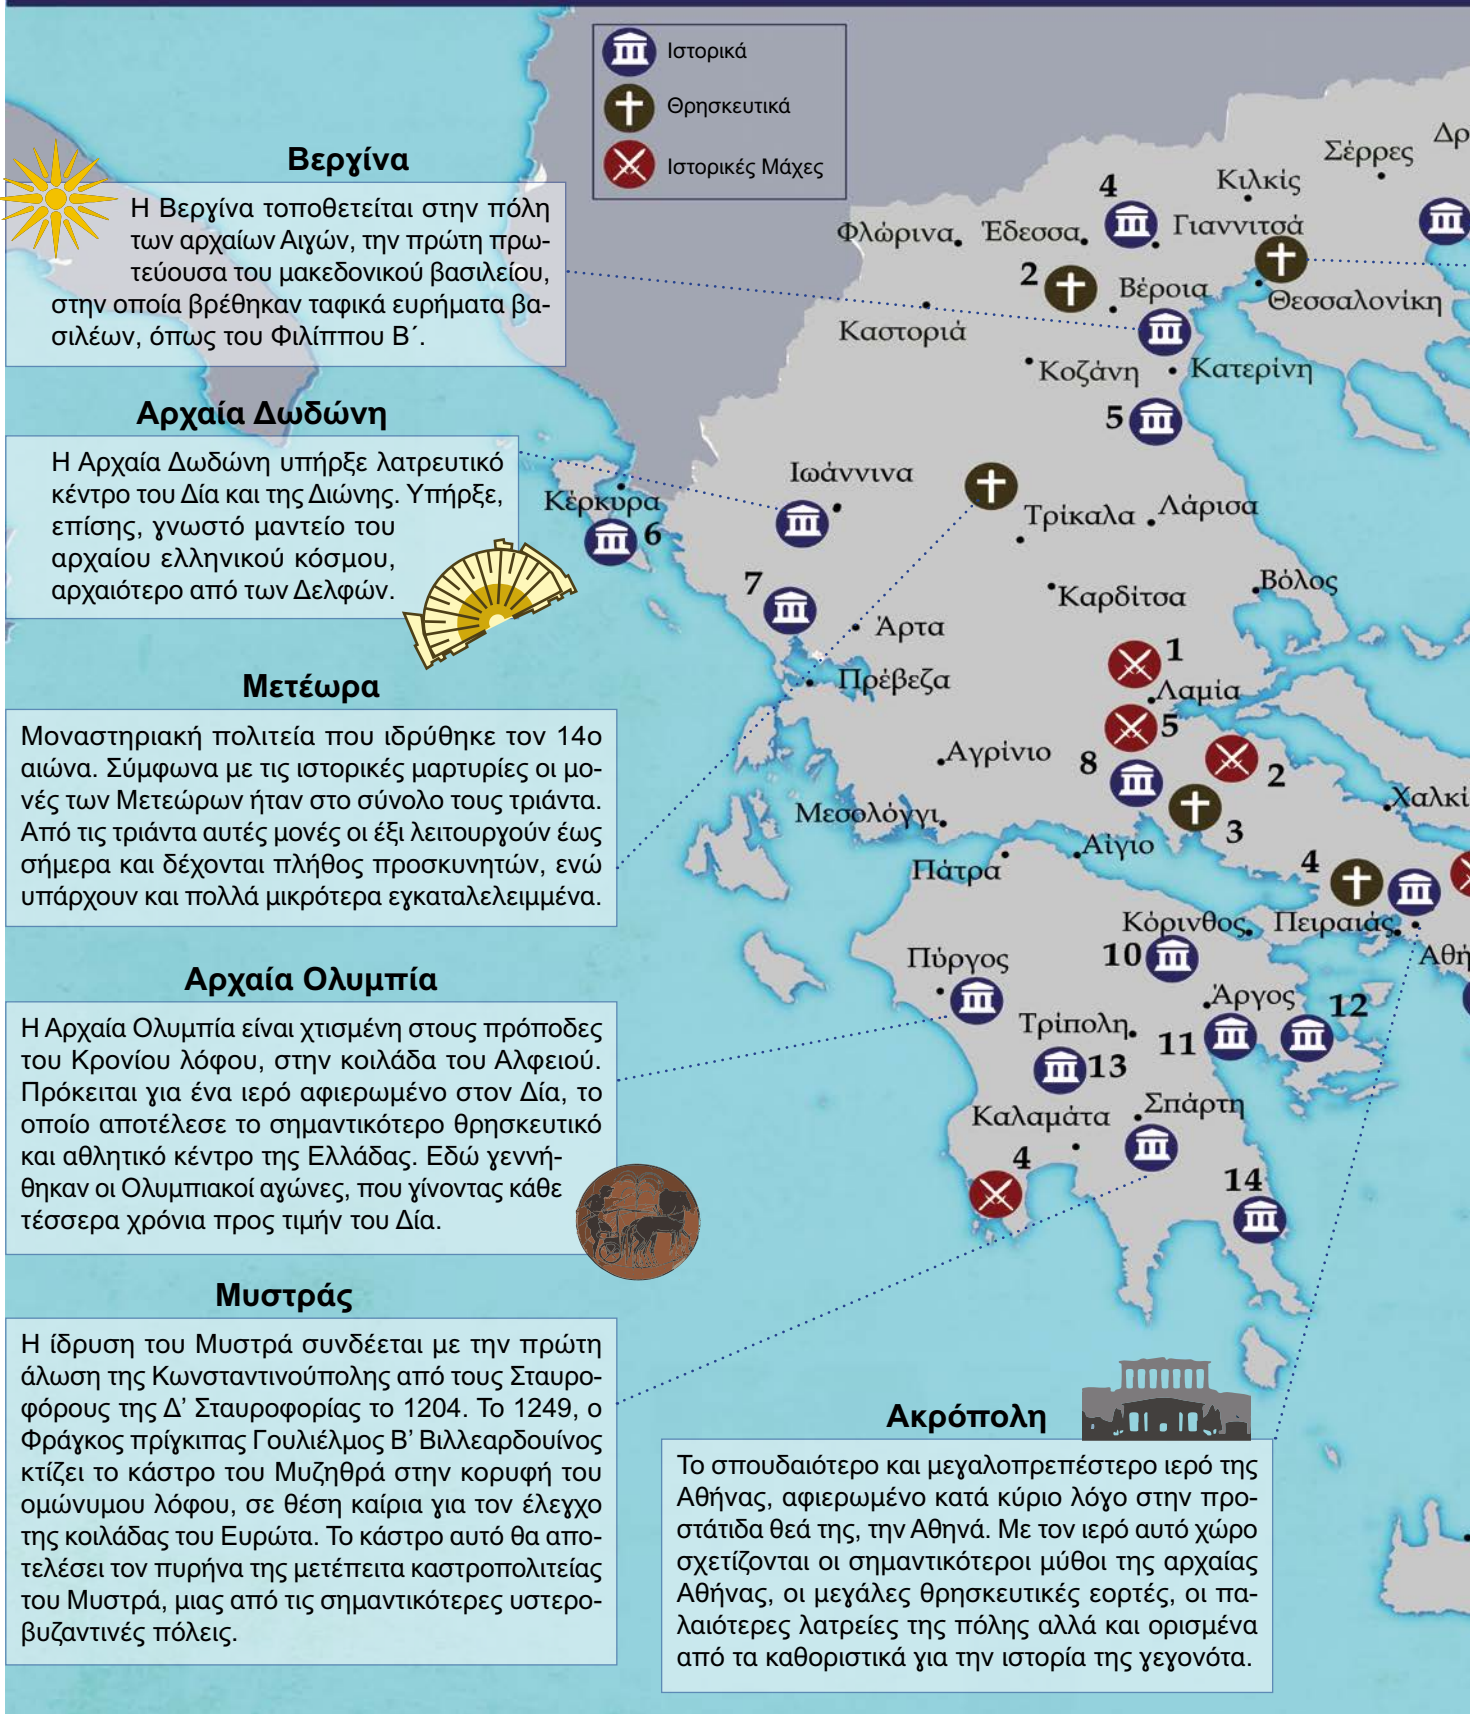 Ιστορικά
Θρησκευτικά
Ιστορικές Μάχες
Βεργίνα
Η Βεργίνα τοποθετείται στην πόλη
των αρχαίων Αιγών, την πρώτη πρω-
τεύουσα του μακεδονικού βασιλείου,
στην οποία βρέθηκαν ταφικά ευρήματα βα-
σιλέων, όπως του Φιλίππου Β´.
Αρχαία Δωδώνη
Η Αρχαία Δωδώνη υπήρξε λατρευτικό
κέντρο του Δία και της Διώνης. Υπήρξε,
επίσης, γνωστό μαντείο του
αρχαίου ελληνικού κόσμου,
αρχαιότερο από των Δελφών.
Μετέωρα
Μοναστηριακή πολιτεία που ιδρύθηκε τον 14ο
αιώνα. Σύμφωνα με τις ιστορικές μαρτυρίες οι μο-
νές των Μετεώρων ήταν στο σύνολο τους τριάντα.
Από τις τριάντα αυτές μονές οι έξι λειτουργούν έως
σήμερα και δέχονται πλήθος προσκυνητών, ενώ
υπάρχουν και πολλά μικρότερα εγκαταλελειμμένα.
Αρχαία Ολυμπία
Η Αρχαία Ολυμπία είναι χτισμένη στους πρόποδες
του Κρονίου λόφου, στην κοιλάδα του Αλφειού.
Πρόκειται για ένα ιερό αφιερωμένο στον Δία, το
οποίο αποτέλεσε το σημαντικότερο θρησκευτικό
και αθλητικό κέντρο της Ελλάδας. Εδώ γεννή-
θηκαν οι Ολυμπιακοί αγώνες, που γίνοντας κάθε
τέσσερα χρόνια προς τιμήν του Δία.
Μυστράς
Η ίδρυση του Μυστρά συνδέεται με την πρώτη
άλωση της Κωνσταντινούπολης από τους Σταυρο-
φόρους της Δ’ Σταυροφορίας το 1204. Το 1249, ο
Φράγκος πρίγκιπας Γουλιέλμος Β’ Βιλλεαρδουίνος
κτίζει το κάστρο του Μυζηθρά στην κορυφή του
ομώνυμου λόφου, σε θέση καίρια για τον έλεγχο
της κοιλάδας του Ευρώτα. Το κάστρο αυτό θα απο-
τελέσει τον πυρήνα της μετέπειτα καστροπολιτείας
του Μυστρά, μιας από τις σημαντικότερες υστερο-
βυζαντινές πόλεις.
Ακρόπολη
Το σπουδαιότερο και μεγαλοπρεπέστερο ιερό της
Αθήνας, αφιερωμένο κατά κύριο λόγο στην προ-
στάτιδα θεά της, την Αθηνά. Με τον ιερό αυτό χώρο
σχετίζονται οι σημαντικότεροι μύθοι της αρχαίας
Αθήνας, οι μεγάλες θρησκευτικές εορτές, οι πα-
λαιότερες λατρείες της πόλης αλλά και ορισμένα
από τα καθοριστικά για την ιστορία της γεγονότα.
Δρ
Σέρρες
Κιλκίς
4
Φλώρινα
Έδεσσα
Γιαννιτσά
2
Βέροια
Θεσσαλονίκη
Καστοριά
Κοζάνη
Κατερίνη
5
Ιωάννινα
Κέρκυρα
6
Τρίκαλα
Λάρισα
7
Καρδίτσα
Βόλος
Άρτα
1
Πρέβεζα
Λαμία
5
Αγρίνιο
8
2
Μεσολόγγι
3
Χαλκί
Πάτρα
Αίγιο
4
Κόρινθος
Πειραιάς
Αθή
Πύργος
10
Άργος
12
Τρίπολη
11
13
Καλαμάτα
Σπάρτη
4
14